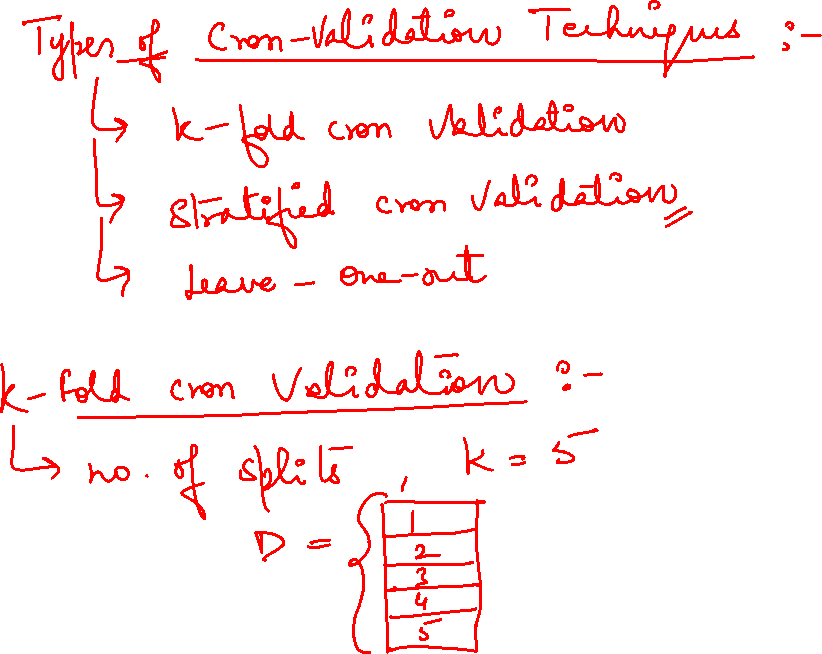 Types of Cross-Validation Techniques :-
k-fold cross validation
Stratified cross validation
Leave-one-out
k-fold cross validation :-
no. of splits k = 5
D =
1
2
3
4
5